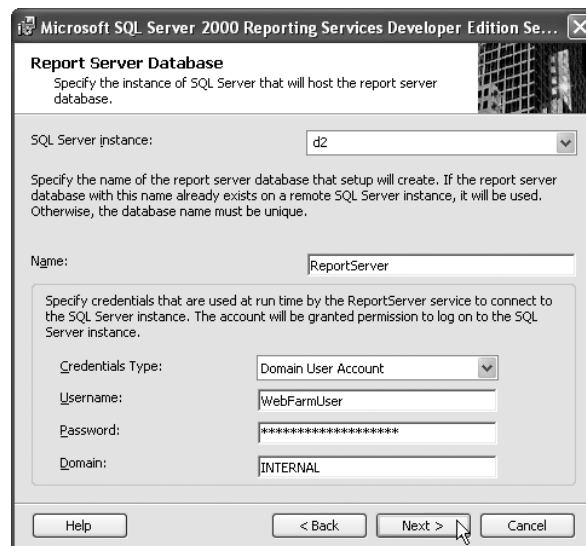 Microsoft SQL Server 2000 Reporting Services Developer Edition Se...
Report Server Database
Specify the instance of SQL Server that will host the report server
database.
SQL Server instance: d2
Specify the name of the report server database that setup will create. If the report server
database with this name already exists on a remote SQL Server instance, it will be used.
Otherwise, the database name must be unique.
Name: ReportServer
Specify credentials that are used at run time by the ReportServer service to connect to
the SQL Server instance. The account will be granted permission to log on to the SQL
Server instance.
Credentials Type: Domain User Account
Username: WebFarmUser
Password: *******************
Domain: INTERNAL
Help < Back Next > Cancel